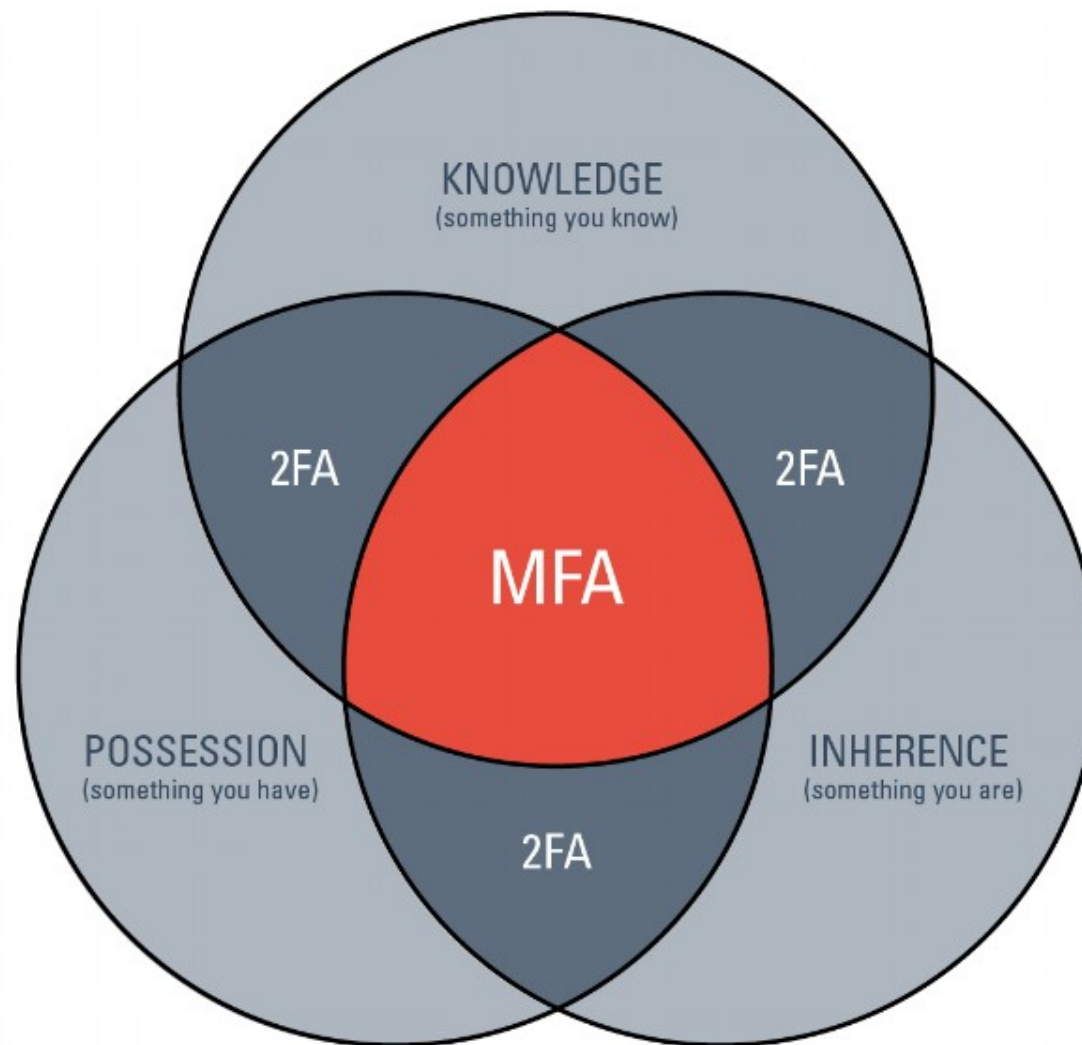 KNOWLEDGE
(something you know)
2FA
2FA
MFA
POSSESSION
(something you have)
INHERENCE
(something you are)
2FA